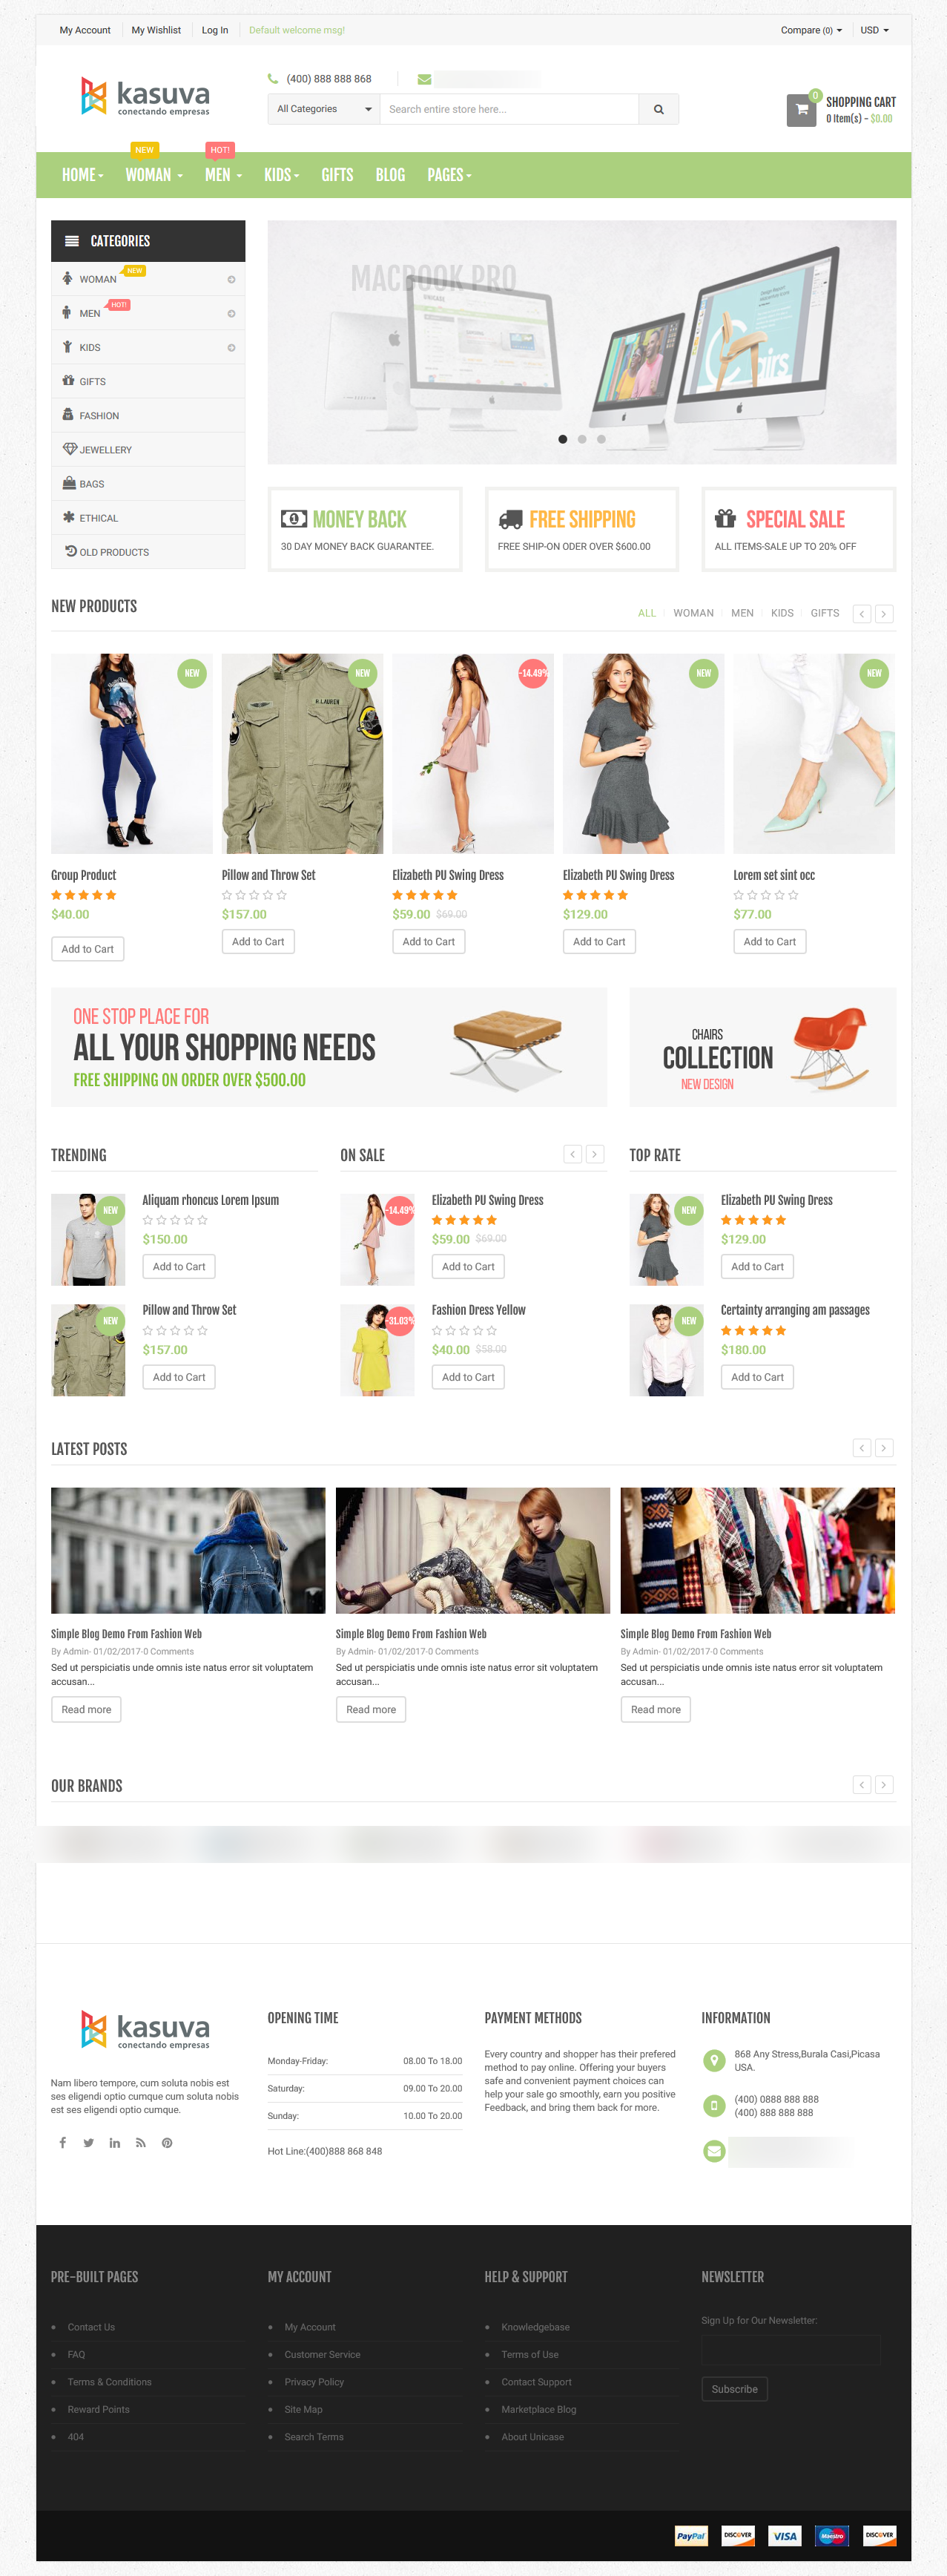 My Account
My Wishlist
Log In
Default welcome msg!
Compare (0)
USD
kasuva
conectando empresas
(400) 888 888 868
All Categories
Search entire store here...
0
SHOPPING CART
0 Item(s) - $0.00
NEW
HOT!
HOME
WOMAN
MEN
KIDS
GIFTS
BLOG
PAGES
CATEGORIES
WOMAN
NEW
MEN
HOT!
KIDS
GIFTS
FASHION
JEWELLERY
BAGS
ETHICAL
OLD PRODUCTS
MACBOOK PRO
MONEY BACK
30 DAY MONEY BACK GUARANTEE.
FREE SHIPPING
FREE SHIP-ON ODER OVER $600.00
SPECIAL SALE
ALL ITEMS-SALE UP TO 20% OFF
NEW PRODUCTS
ALL
WOMAN
MEN
KIDS
GIFTS
NEW
NEW
-14.49%
NEW
NEW
Group Product
$40.00
Add to Cart
Pillow and Throw Set
$157.00
Add to Cart
Elizabeth PU Swing Dress
$59.00 $69.00
Add to Cart
Elizabeth PU Swing Dress
$129.00
Add to Cart
Lorem set sint occ
$77.00
Add to Cart
ONE STOP PLACE FOR
ALL YOUR SHOPPING NEEDS
FREE SHIPPING ON ORDER OVER $500.00
CHAIRS
COLLECTION
NEW DESIGN
TRENDING
NEW
Aliquam rhoncus Lorem Ipsum
$150.00
Add to Cart
NEW
Pillow and Throw Set
$157.00
Add to Cart
ON SALE
-14.49%
Elizabeth PU Swing Dress
$59.00 $69.00
Add to Cart
-31.03%
Fashion Dress Yellow
$40.00 $58.00
Add to Cart
TOP RATE
NEW
Elizabeth PU Swing Dress
$129.00
Add to Cart
NEW
Certainty arranging am passages
$180.00
Add to Cart
LATEST POSTS
Simple Blog Demo From Fashion Web
By Admin- 01/02/2017-0 Comments
Sed ut perspiciatis unde omnis iste natus error sit voluptatem
accusan...
Read more
Simple Blog Demo From Fashion Web
By Admin- 01/02/2017-0 Comments
Sed ut perspiciatis unde omnis iste natus error sit voluptatem
accusan...
Read more
Simple Blog Demo From Fashion Web
By Admin- 01/02/2017-0 Comments
Sed ut perspiciatis unde omnis iste natus error sit voluptatem
accusan...
Read more
OUR BRANDS
kasuva
conectando empresas
Nam libero tempore, cum soluta nobis est
ses eligendi optio cumque cum soluta nobis
est ses eligendi optio cumque.
OPENING TIME
Monday-Friday: 08.00 To 18.00
Saturday: 09.00 To 20.00
Sunday: 10.00 To 20.00
Hot Line:(400)888 868 848
PAYMENT METHODS
Every country and shopper has their prefered
method to pay online. Offering your buyers
safe and convenient payment choices can
help your sale go smoothly, earn you positive
Feedback, and bring them back for more.
INFORMATION
868 Any Stress,Burala Casi,Picasa
USA.
(400) 0888 888 888
(400) 888 888 888
PRE-BUILT PAGES
Contact Us
FAQ
Terms & Conditions
Reward Points
404
MY ACCOUNT
My Account
Customer Service
Privacy Policy
Site Map
Search Terms
HELP & SUPPORT
Knowledgebase
Terms of Use
Contact Support
Marketplace Blog
About Unicase
NEWSLETTER
Sign Up for Our Newsletter:
Subscribe
PayPal
DISCOVER
VISA
Maestro
DISCOVER